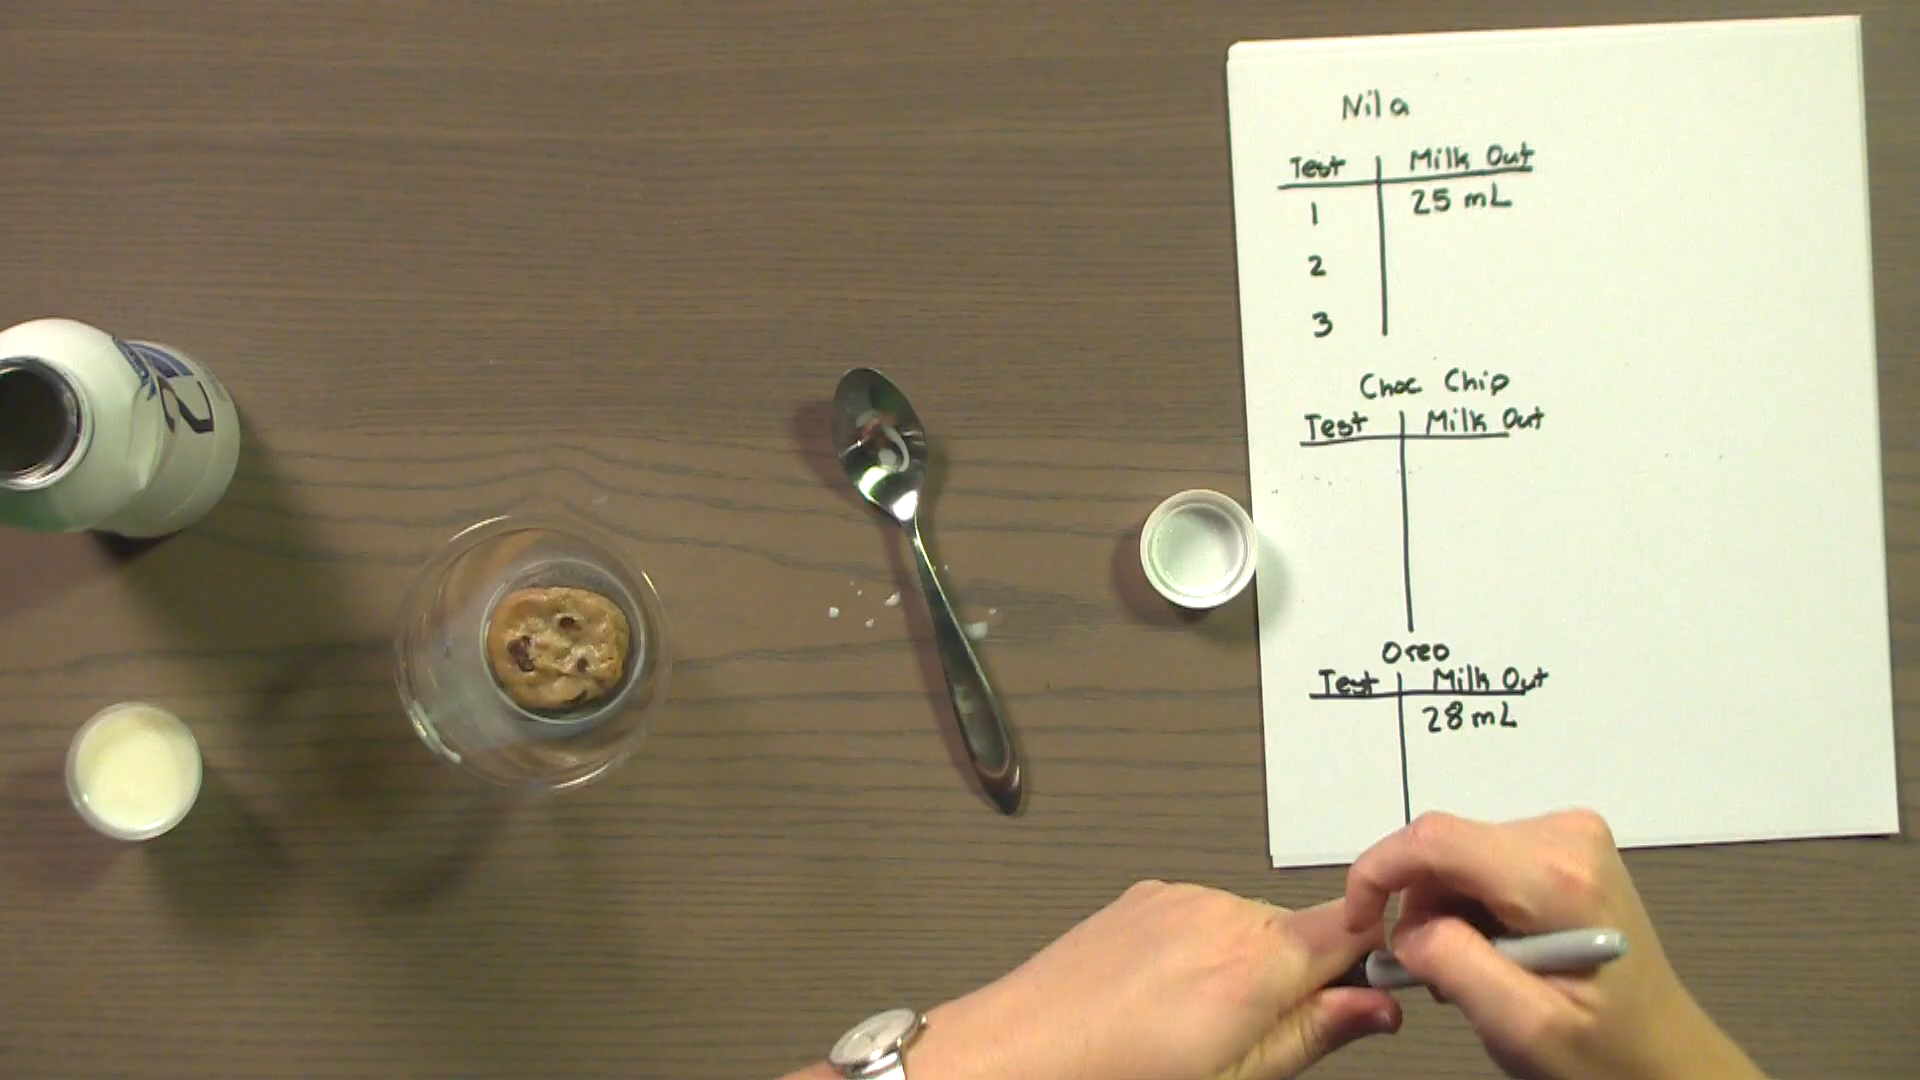 Nila
Test Milk Out
1 25 mL
2
3
Choc Chip
Test Milk Out
Oreo
Test Milk Out
28 mL